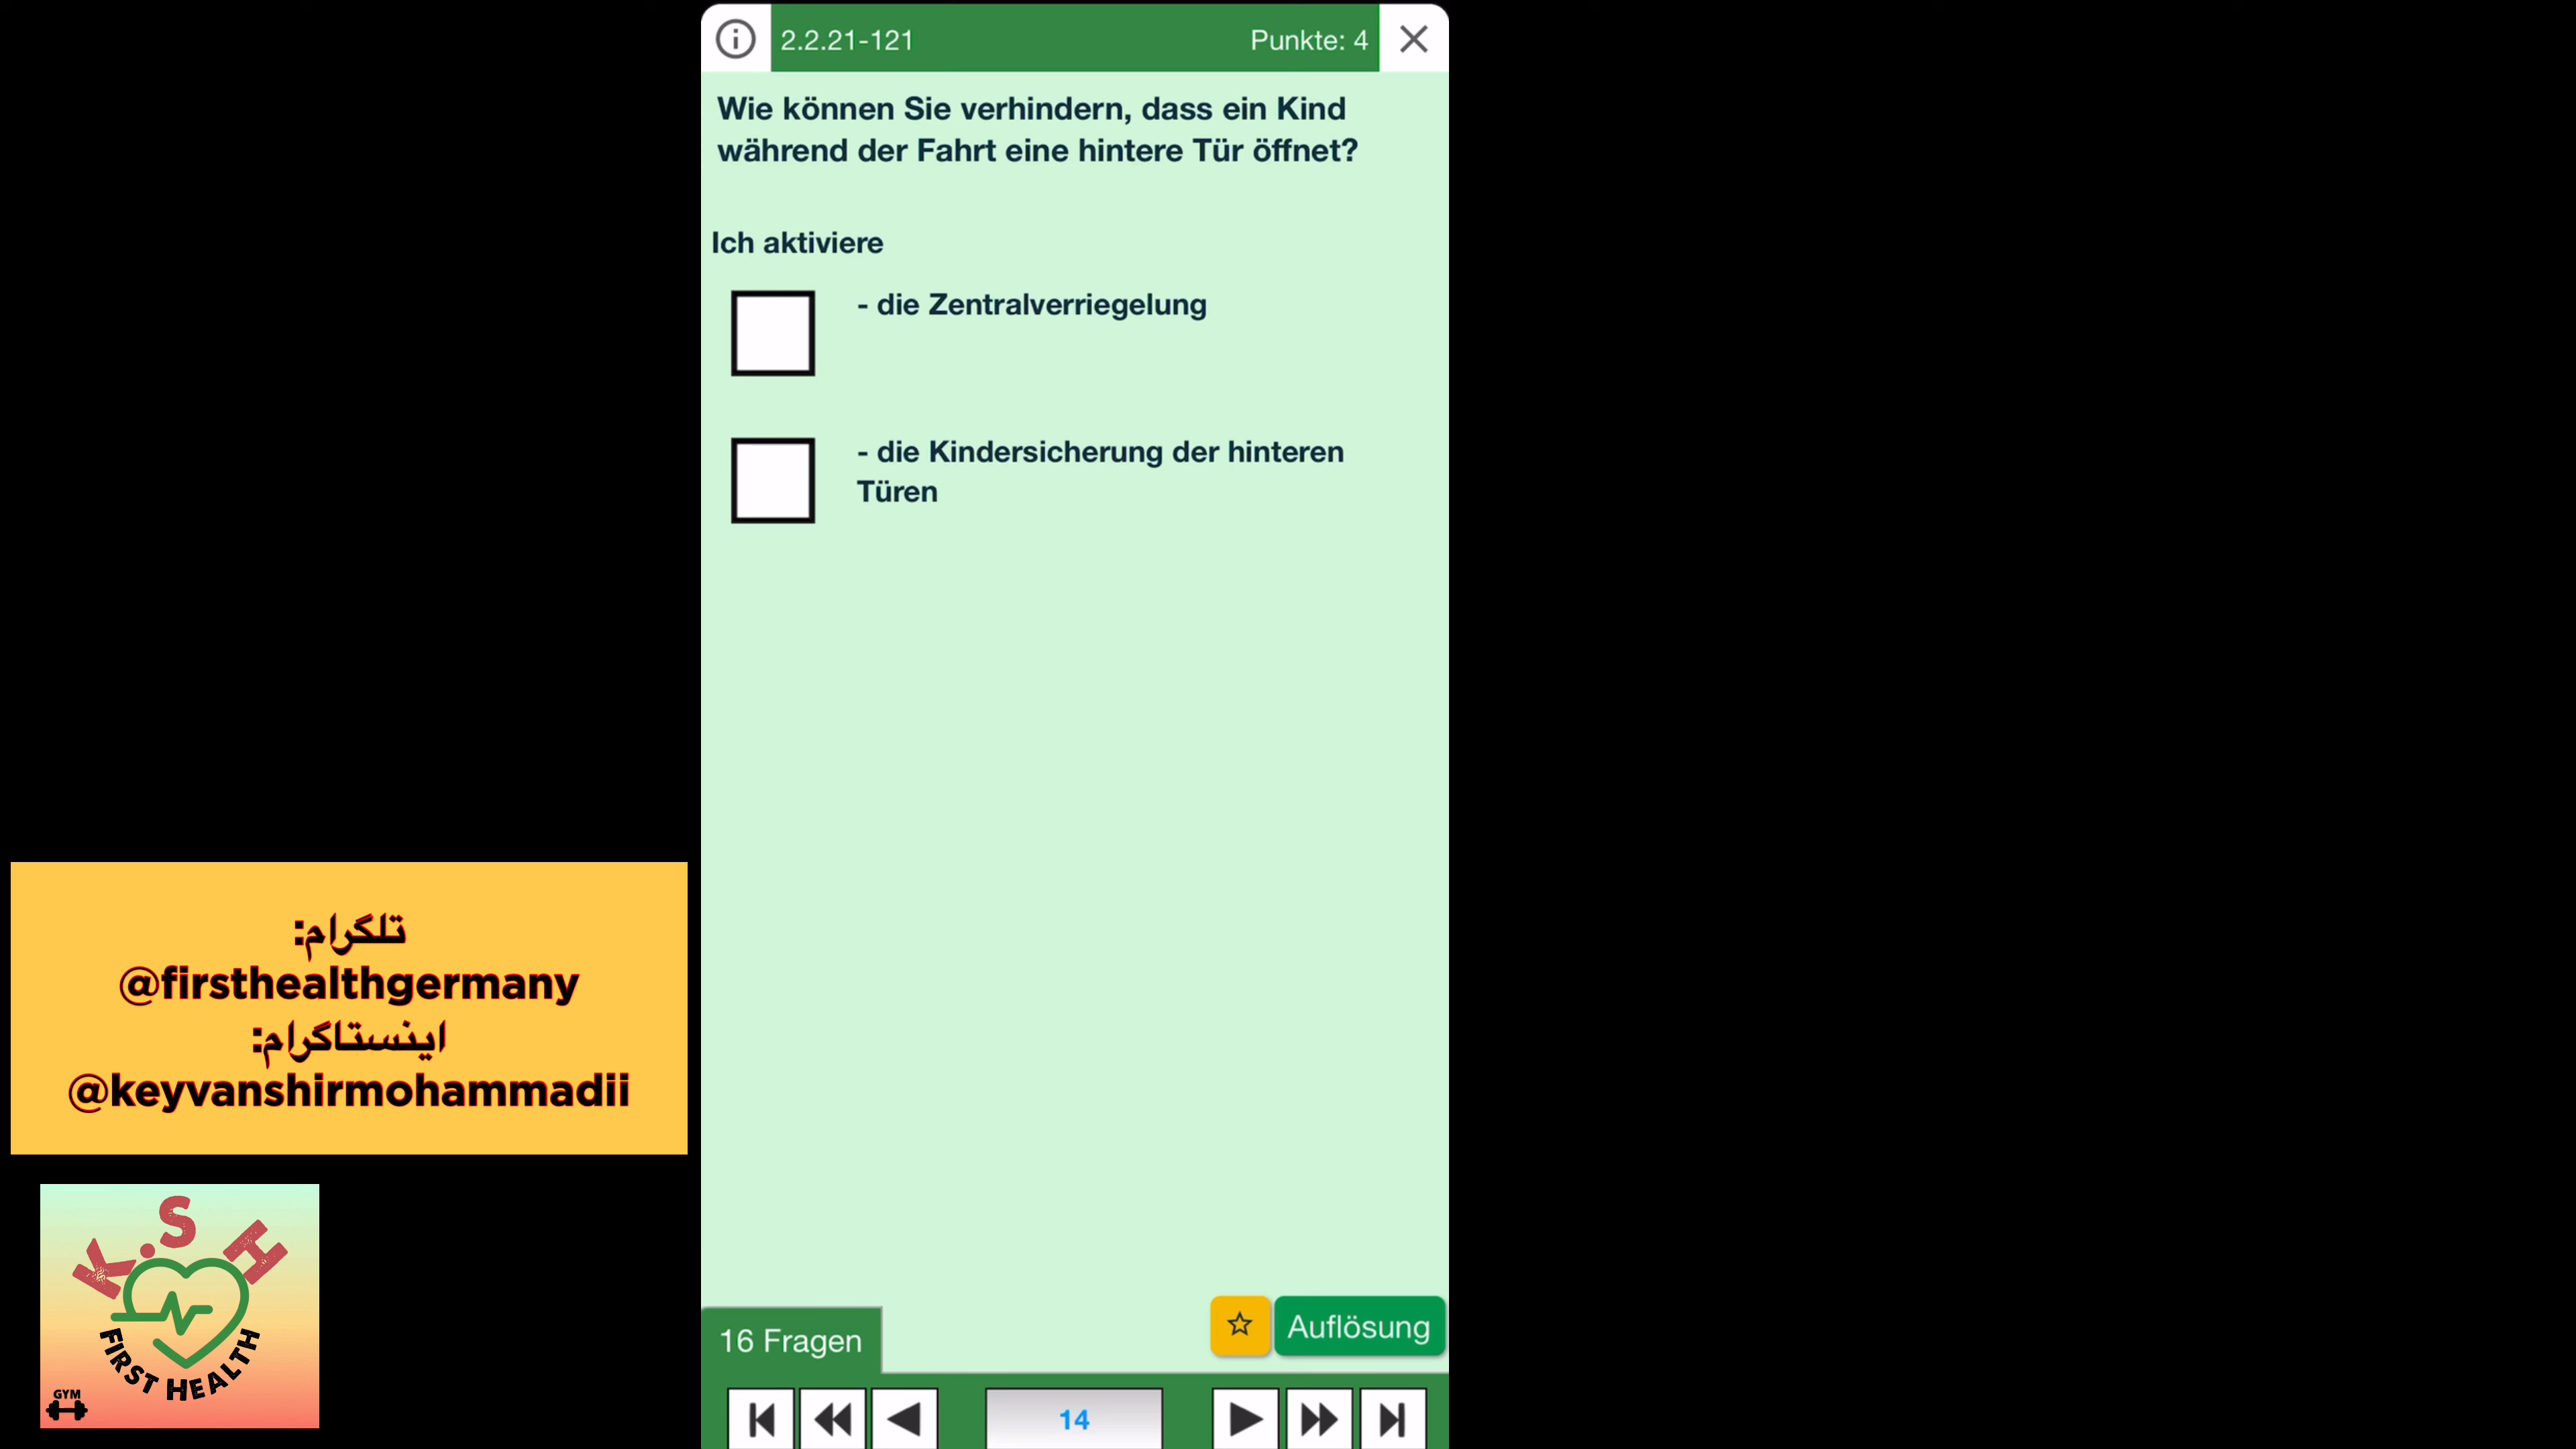 2.2.21-121
Punkte: 4
Wie können Sie verhindern, dass ein Kind
während der Fahrt eine hintere Tür öffnet?
Ich aktiviere
- die Zentralverriegelung
- die Kindersicherung der hinteren
Türen
تلگرام:
@firsthealthgermany
اینستاگرام:
@keyvanshirmohammadii
K.SH
FIRST HEALTH
GYM
Auflösung
16 Fragen
14